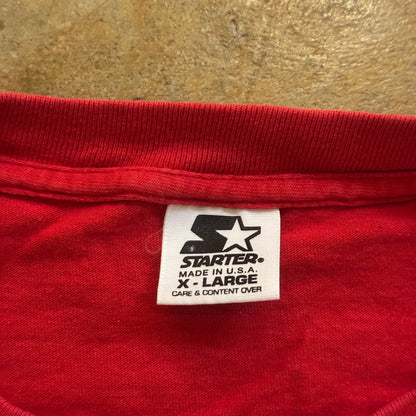 STARTER®
MADE IN U.S.A.
X - LARGE
CARE & CONTENT OVER